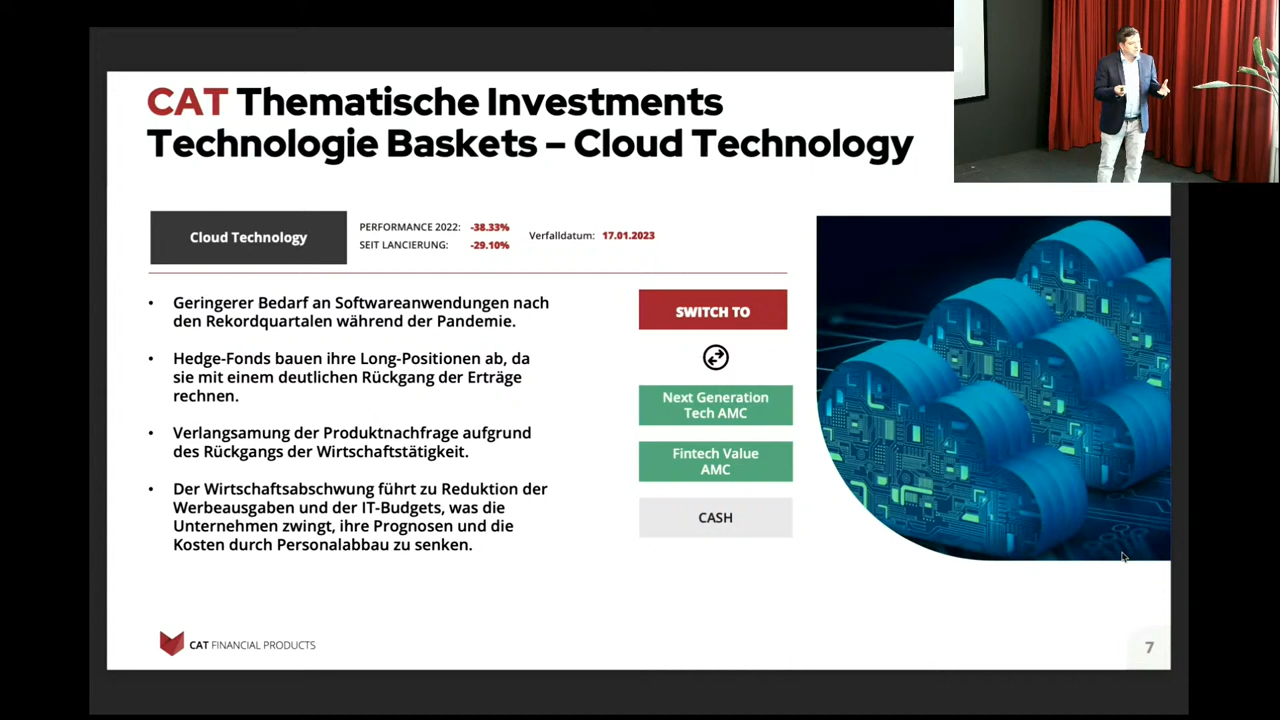 CAT Thematische Investments
Technologie Baskets – Cloud Technology
Cloud Technology
PERFORMANCE 2022: -38.33%
SEIT LANCIERUNG: -29.10%
Verfalldatum: 17.01.2023
• Geringerer Bedarf an Softwareanwendungen nach
den Rekordquartalen während der Pandemie.
• Hedge-Fonds bauen ihre Long-Positionen ab, da
sie mit einem deutlichen Rückgang der Erträge
rechnen.
• Verlangsamung der Produktnachfrage aufgrund
des Rückgangs der Wirtschaftstätigkeit.
• Der Wirtschaftsabschwung führt zu Reduktion der
Werbeausgaben und der IT-Budgets, was die
Unternehmen zwingt, ihre Prognosen und die
Kosten durch Personalabbau zu senken.
SWITCH TO
Next Generation
Tech AMC
Fintech Value
AMC
CASH
CAT FINANCIAL PRODUCTS
7